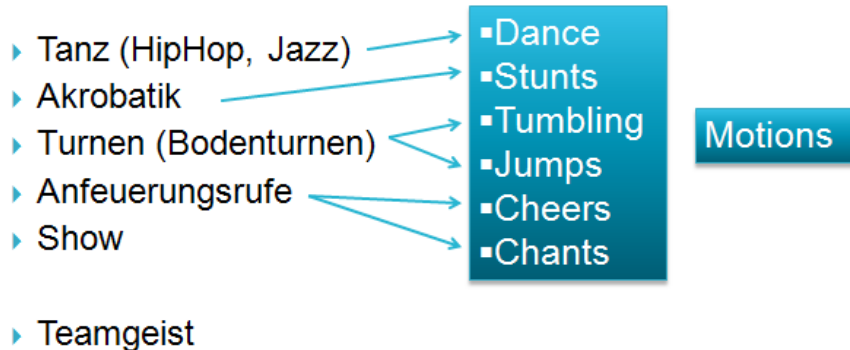 Tanz (HipHop, Jazz)
Akrobatik
Turnen (Bodenturnen)
Anfeuerungsrufe
Show
Teamgeist
Dance
Stunts
Tumbling
Jumps
Cheers
Chants
Motions